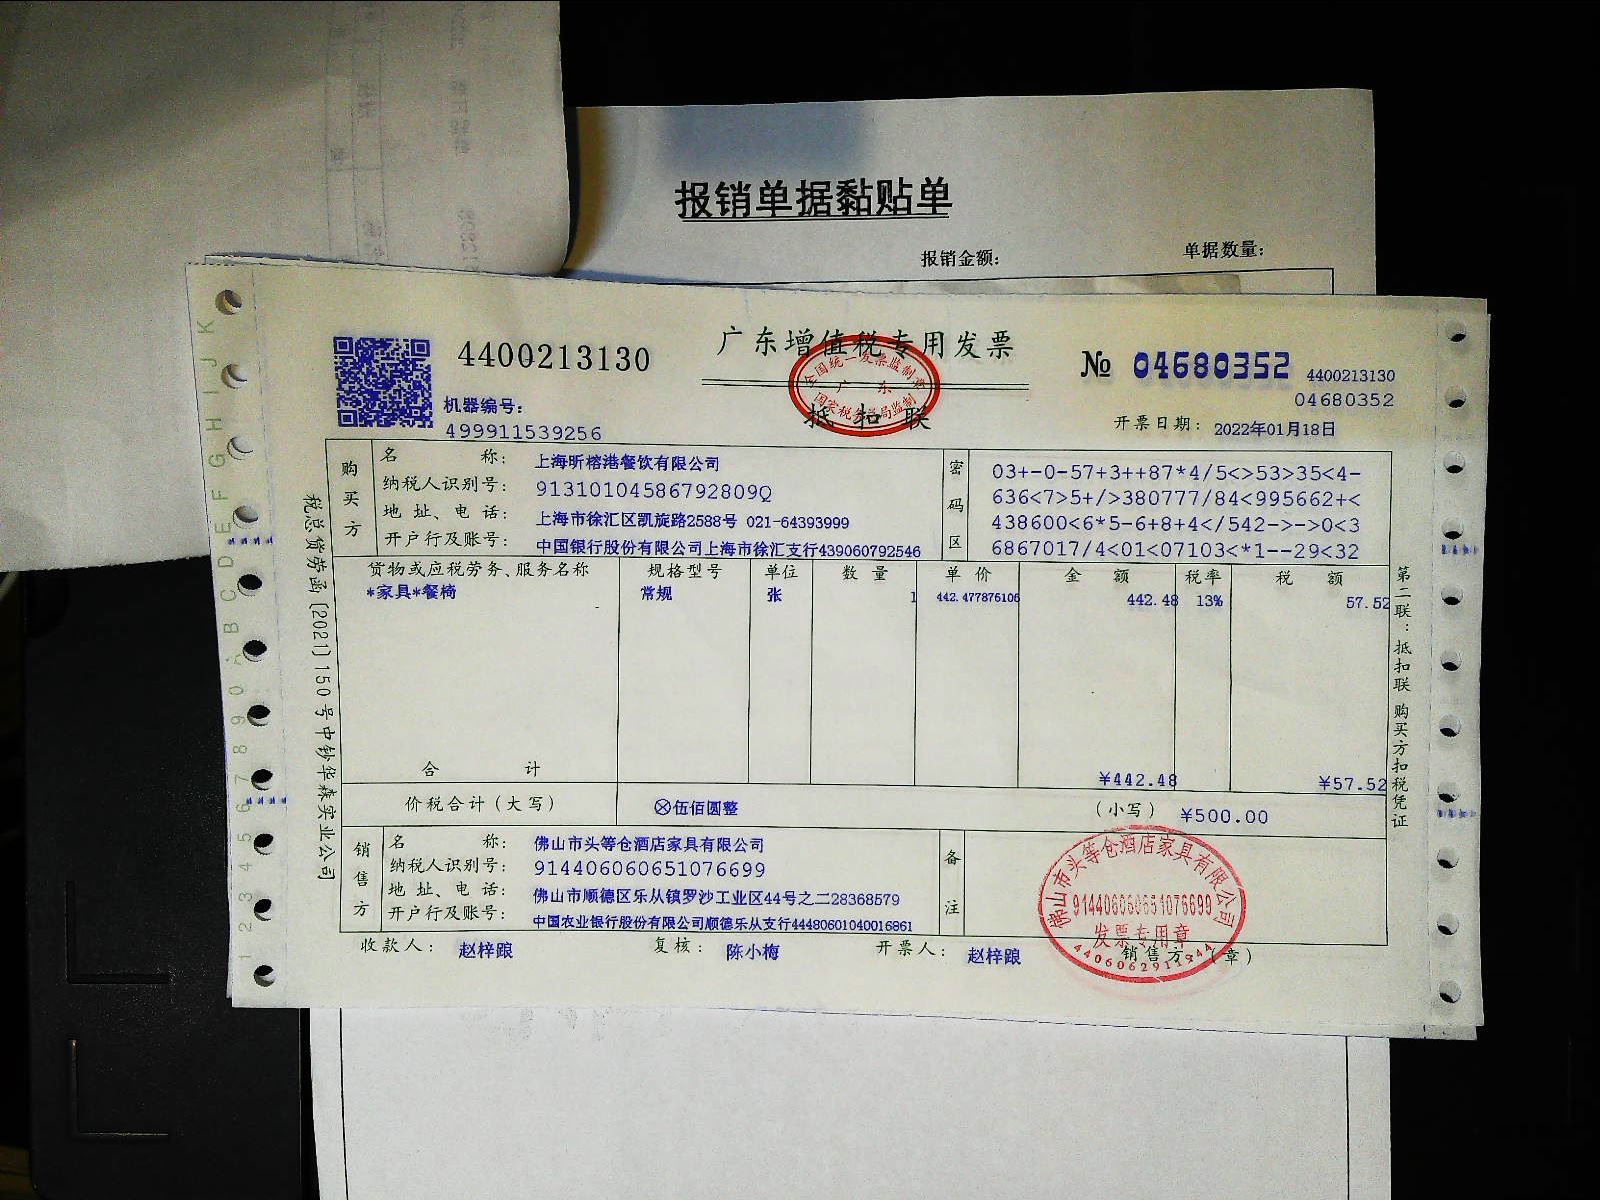 报销单据黏贴单
报销金额:
单据数量:
广东增值税专用发票
4400213130
№ 04680352
4400213130
04680352
机器编号:
499911539256
全国统一发票监制章
广东
国家税务总局监制
抵扣联
开票日期: 2022年01月18日
购买方
名称: 上海昕榕港餐饮有限公司
纳税人识别号: 91310104586792809Q
地址、电话: 上海市徐汇区凯旋路2588号 021-64393999
开户行及账号: 中国银行股份有限公司上海市徐汇支行439060792546
密码区
03+-0-57+3++87*4/5<>53>35<4-
636<7>5+/>380777/84<995662+<
438600<6*5-6+8+4</542->->0<3
6867017/4<01<07103<*1--29<32
货物或应税劳务、服务名称 规格型号 单位 数量 单价 金额 税率 税额
*家具*餐椅 常规 张 1 442.477876106 442.48 13% 57.52
合计 ¥442.48 ¥57.52
价税合计(大写) ⊗伍佰圆整 (小写) ¥500.00
销售方
名称: 佛山市头等仓酒店家具有限公司
纳税人识别号: 914406060651076699
地址、电话: 佛山市顺德区乐从镇罗沙工业区44号之二28368579
开户行及账号: 中国农业银行股份有限公司顺德乐从支行44480601040016861
备注
收款人: 赵梓踉 复核: 陈小梅 开票人: 赵梓踉 销售方:(章)
佛山市头等仓酒店家具有限公司
914406060651076699
发票专用章
税总货劳函[2021]150号中钞华森实业公司
第二联:抵扣联 购买方扣税凭证